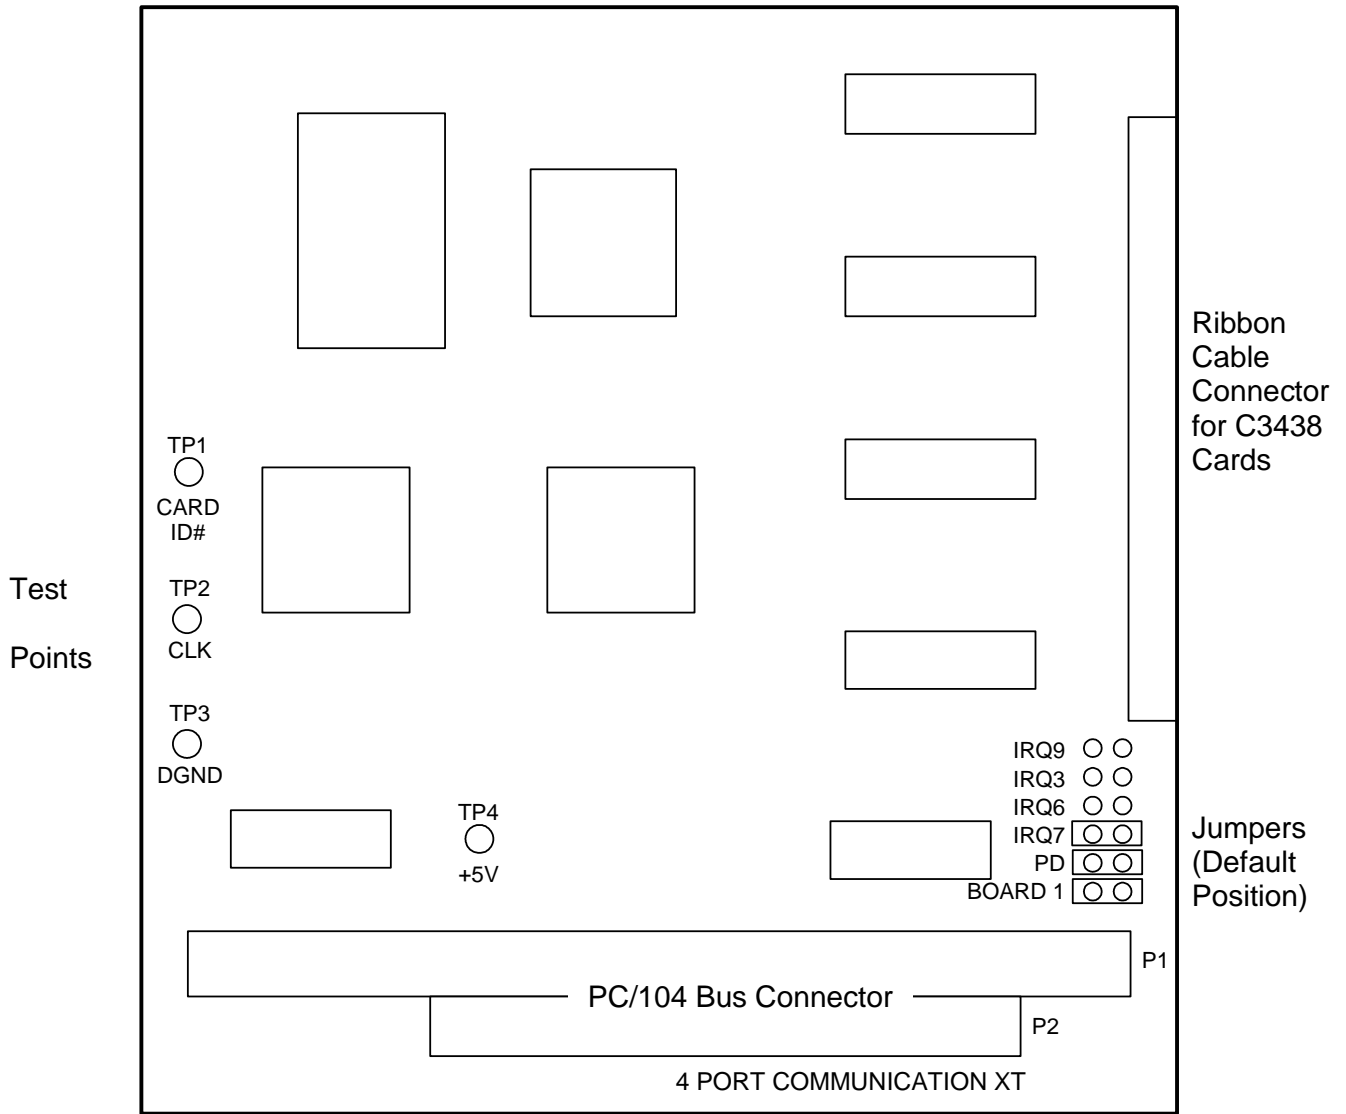 Ribbon
Cable
Connector
for C3438
Cards
TP1
CARD
ID#
Test
Points
TP2
CLK
TP3
DGND
TP4
+5V
IRQ9
IRQ3
IRQ6
IRQ7
PD
BOARD 1
Jumpers
(Default
Position)
P1
PC/104 Bus Connector
P2
4 PORT COMMUNICATION XT